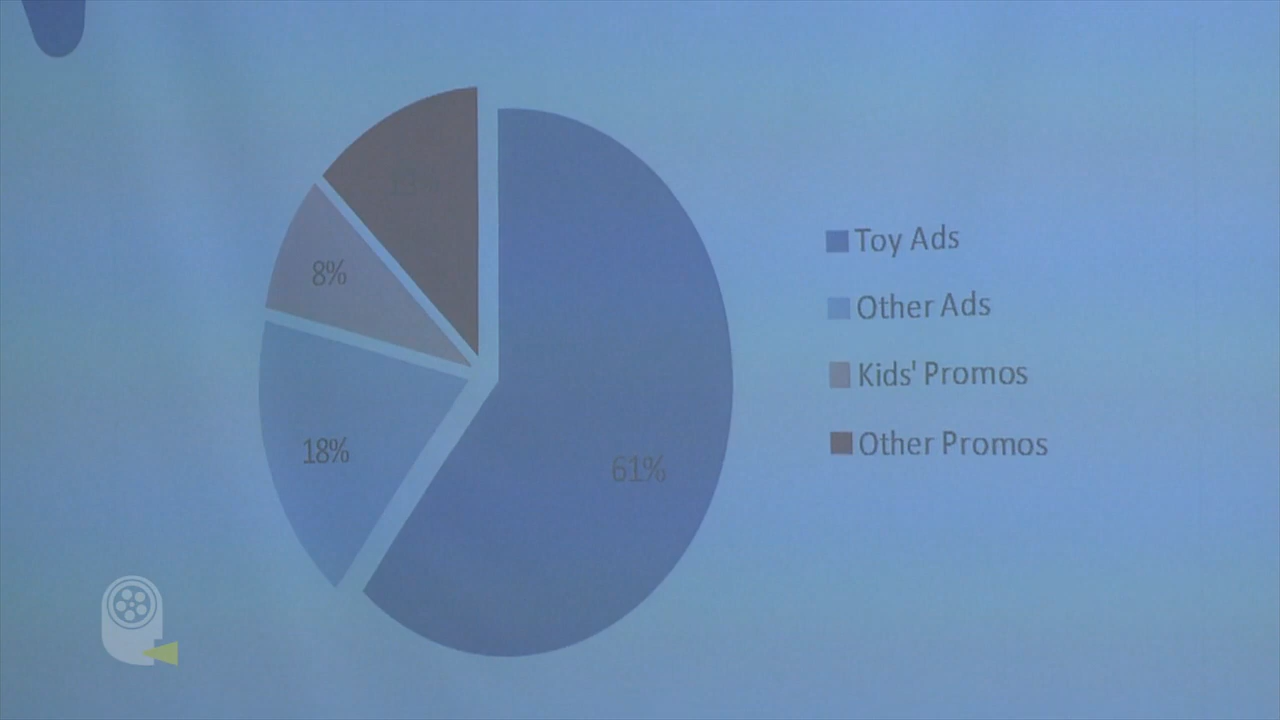 8%
18%
61%
Toy Ads
Other Ads
Kids' Promos
Other Promos